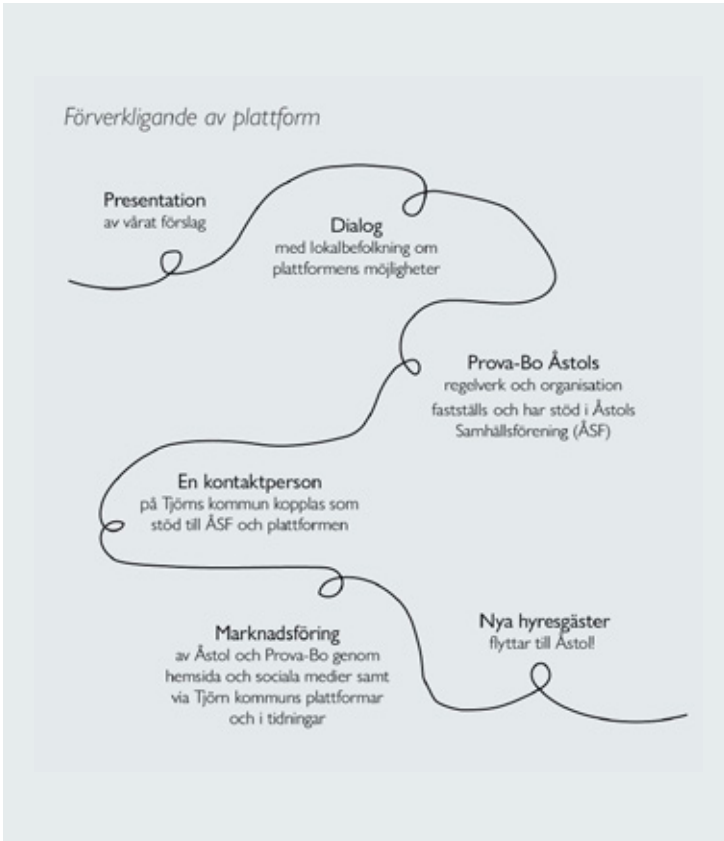 Förverkligande av plattform
Presentation
av vårat förslag
Dialog
med lokalbefolkning om
plattformens möjligheter
Prova-Bo Åstols
regelverk och organisation
fastställs och har stöd i Åstols
Samhällsförening (ÅSF)
En kontaktperson
på Tjörns kommun kopplas som
stöd till ÅSF och plattformen
Marknadsföring
av Åstol och Prova-Bo genom
hemsida och sociala medier samt
via Tjörn kommuns plattformar
och i tidningar
Nya hyresgäster
flyttar till Åstol!